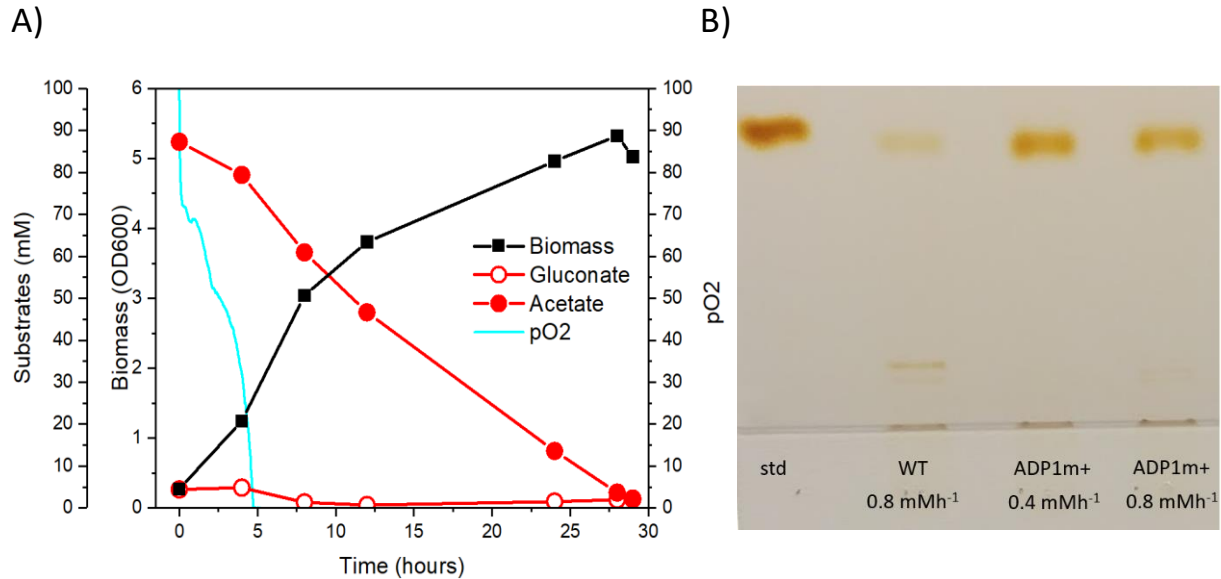 A)
B)
Substrates (mM)
100
90
80
70
60
50
40
30
20
10
0
Biomass (OD600)
6
5
4
3
2
1
0
Biomass
Gluconate
Acetate
pO2
100
90
80
70
60
50
40
30
20
10
0
pO2
0 5 10 15 20 25 30
Time (hours)
std WT ADP1m+ ADP1m+
0.8 mMh⁻¹ 0.4 mMh⁻¹ 0.8 mMh⁻¹